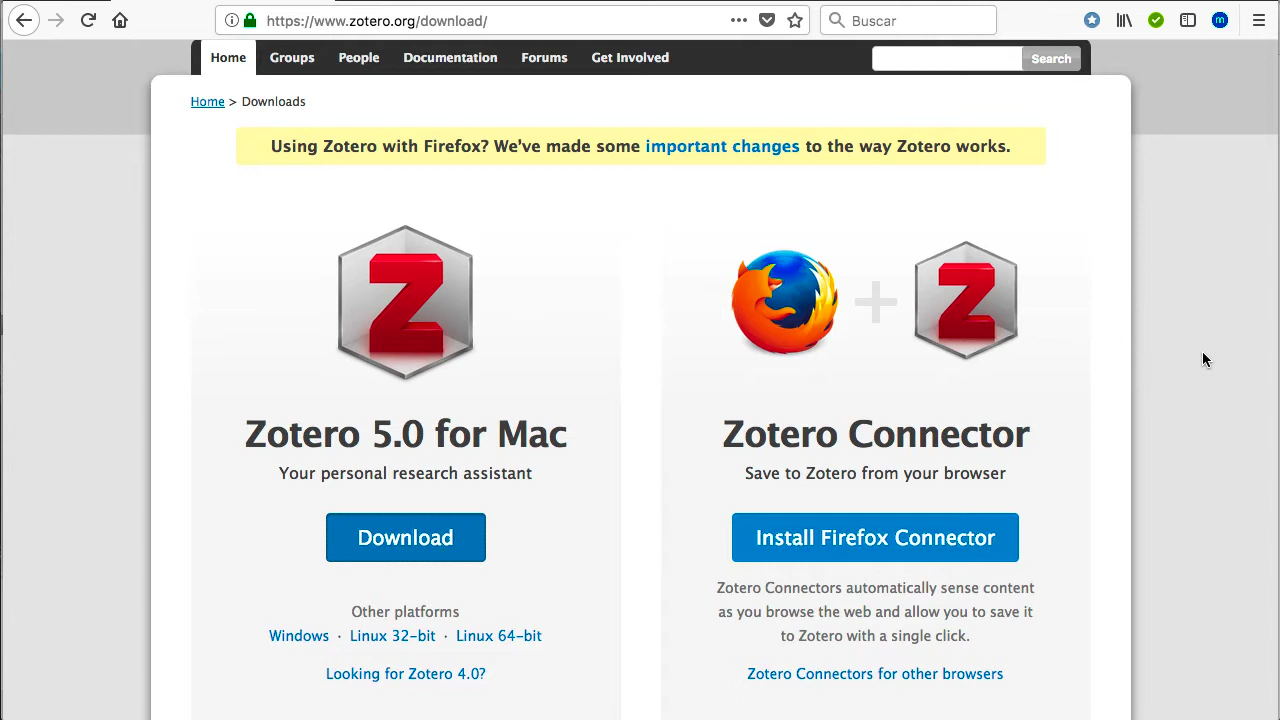 https://www.zotero.org/download/
Buscar
Home Groups People Documentation Forums Get Involved Search
Home > Downloads
Using Zotero with Firefox? We've made some important changes to the way Zotero works.
Z
Z
Zotero 5.0 for Mac
Your personal research assistant
Download
Other platforms
Windows · Linux 32-bit · Linux 64-bit
Looking for Zotero 4.0?
Zotero Connector
Save to Zotero from your browser
Install Firefox Connector
Zotero Connectors automatically sense content
as you browse the web and allow you to save it
to Zotero with a single click.
Zotero Connectors for other browsers